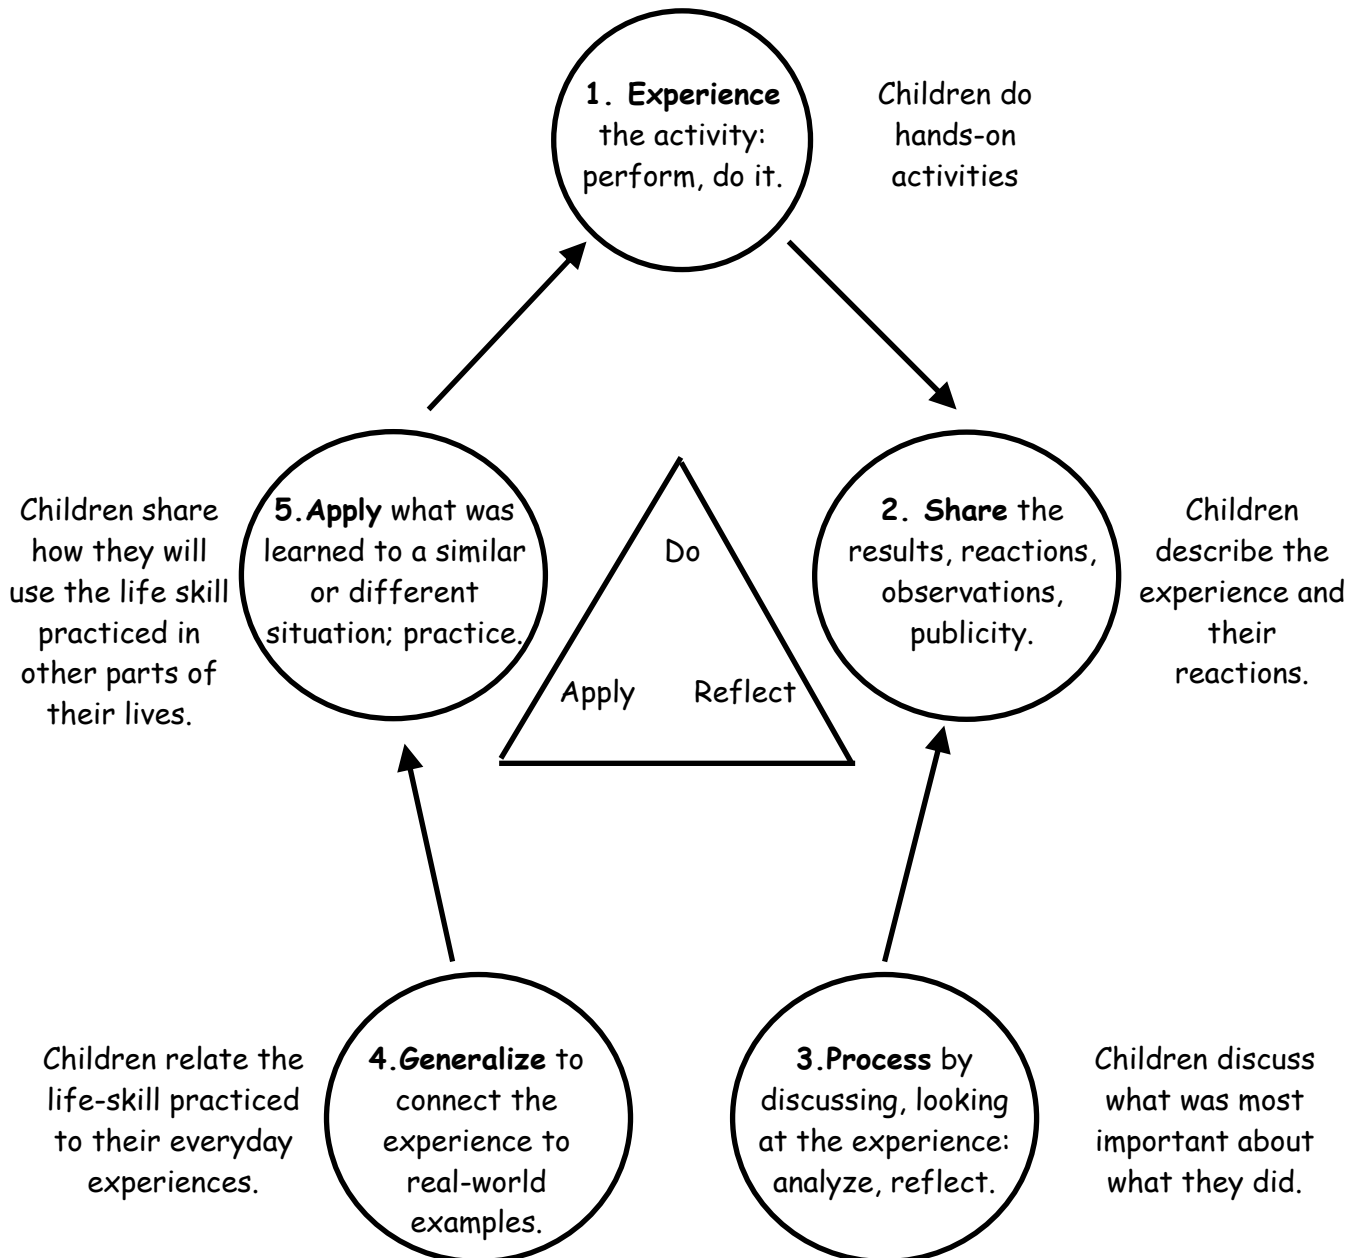 1. Experience
the activity:
perform, do it.
Children do
hands-on
activities
Children share
how they will
use the life skill
practiced in
other parts of
their lives.
5.Apply what was
learned to a similar
or different
situation; practice.
Do
Apply Reflect
2. Share the
results, reactions,
observations,
publicity.
Children
describe the
experience and
their
reactions.
Children relate the
life-skill practiced
to their everyday
experiences.
4.Generalize to
connect the
experience to
real-world
examples.
3.Process by
discussing, looking
at the experience:
analyze, reflect.
Children discuss
what was most
important about
what they did.